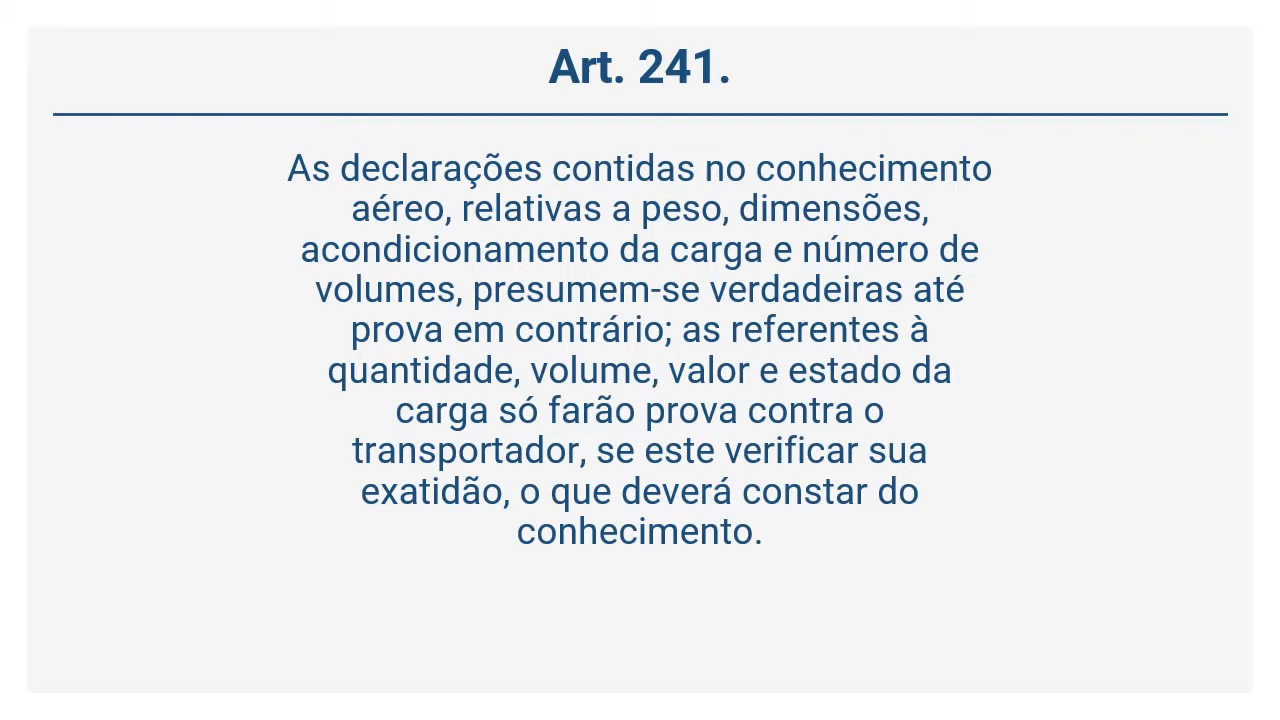 Art. 241.
As declarações contidas no conhecimento
aéreo, relativas a peso, dimensões,
acondicionamento da carga e número de
volumes, presumem-se verdadeiras até
prova em contrário; as referentes à
quantidade, volume, valor e estado da
carga só farão prova contra o
transportador, se este verificar sua
exatidão, o que deverá constar do
conhecimento.